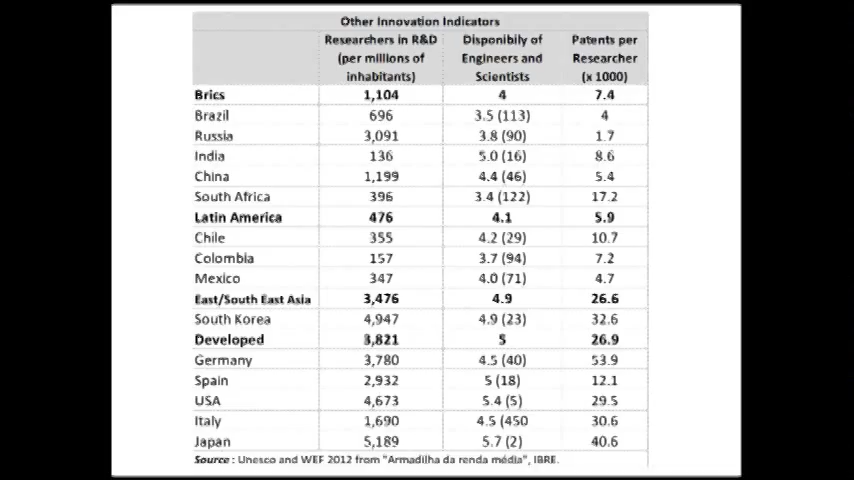 Other Innovation Indicators
Researchers in R&D (per millions of inhabitants) Disponibily of Engineers and Scientists Patents per Researcher (x 1000)
Brics 1,104 4 7.4
Brazil 696 3.5 (113) 4
Russia 3,091 3.8 (90) 1.7
India 136 5.0 (16) 8.6
China 1,199 4.4 (46) 5.4
South Africa 396 3.4 (122) 17.2
Latin America 476 4.1 5.9
Chile 355 4.2 (29) 10.7
Colombia 157 3.7 (94) 7.2
Mexico 347 4.0 (71) 4.7
East/South East Asia 3,476 4.9 26.6
South Korea 4,947 4.9 (23) 32.6
Developed 3,821 5 26.9
Germany 3,780 4.5 (40) 53.9
Spain 2,932 5 (18) 12.1
USA 4,673 5.4 (5) 29.5
Italy 1,690 4.5 (450 30.6
Japan 5,189 5.7 (2) 40.6
Source : Unesco and WEF 2012 from "Armadilha da renda média", IBRE.